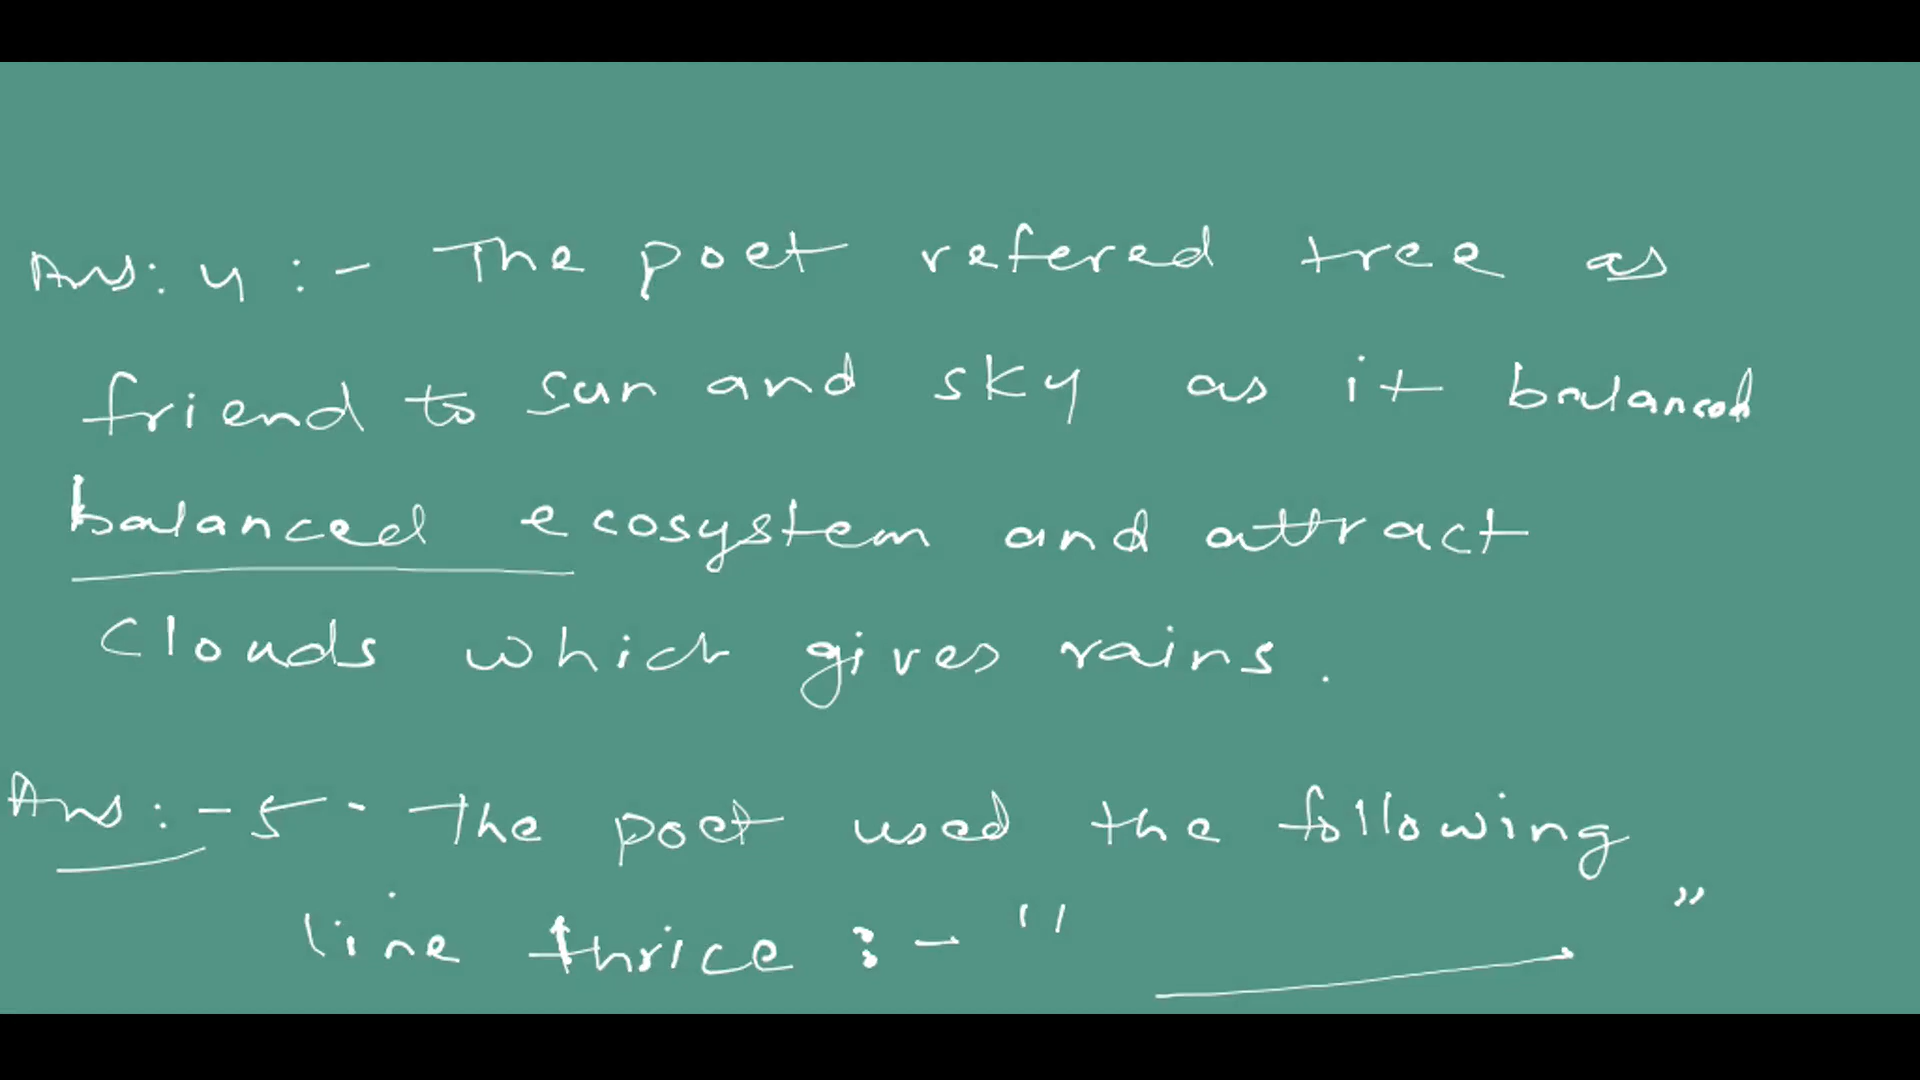 Ans: 4 :- The poet refered tree as
friend to sun and sky as it balanced
balanced ecosystem and attract
clouds which gives rains.
Ans :- 5- The poet used the following
line thrice :- " "